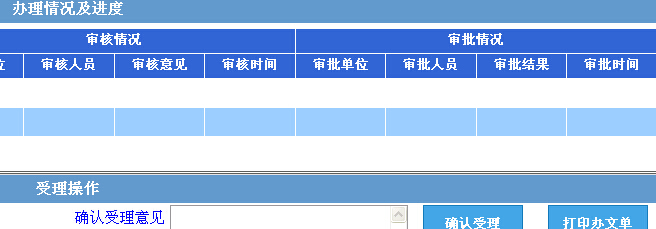 办理情况及进度
审核情况 审批情况
位 审核人员 审核意见 审核时间 审批单位 审批人员 审批结果 审批时间
受理操作
确认受理意见 确认受理 打印办文单